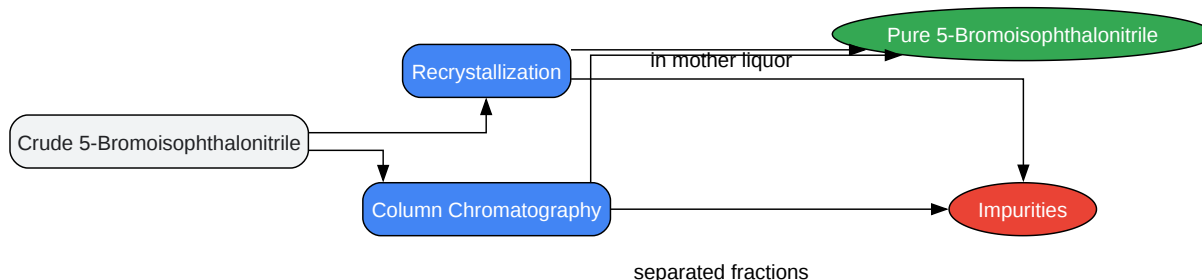 Pure 5-Bromoisophthalonitrile
in mother liquor
Recrystallization
Crude 5-Bromoisophthalonitrile
Column Chromatography
Impurities
separated fractions